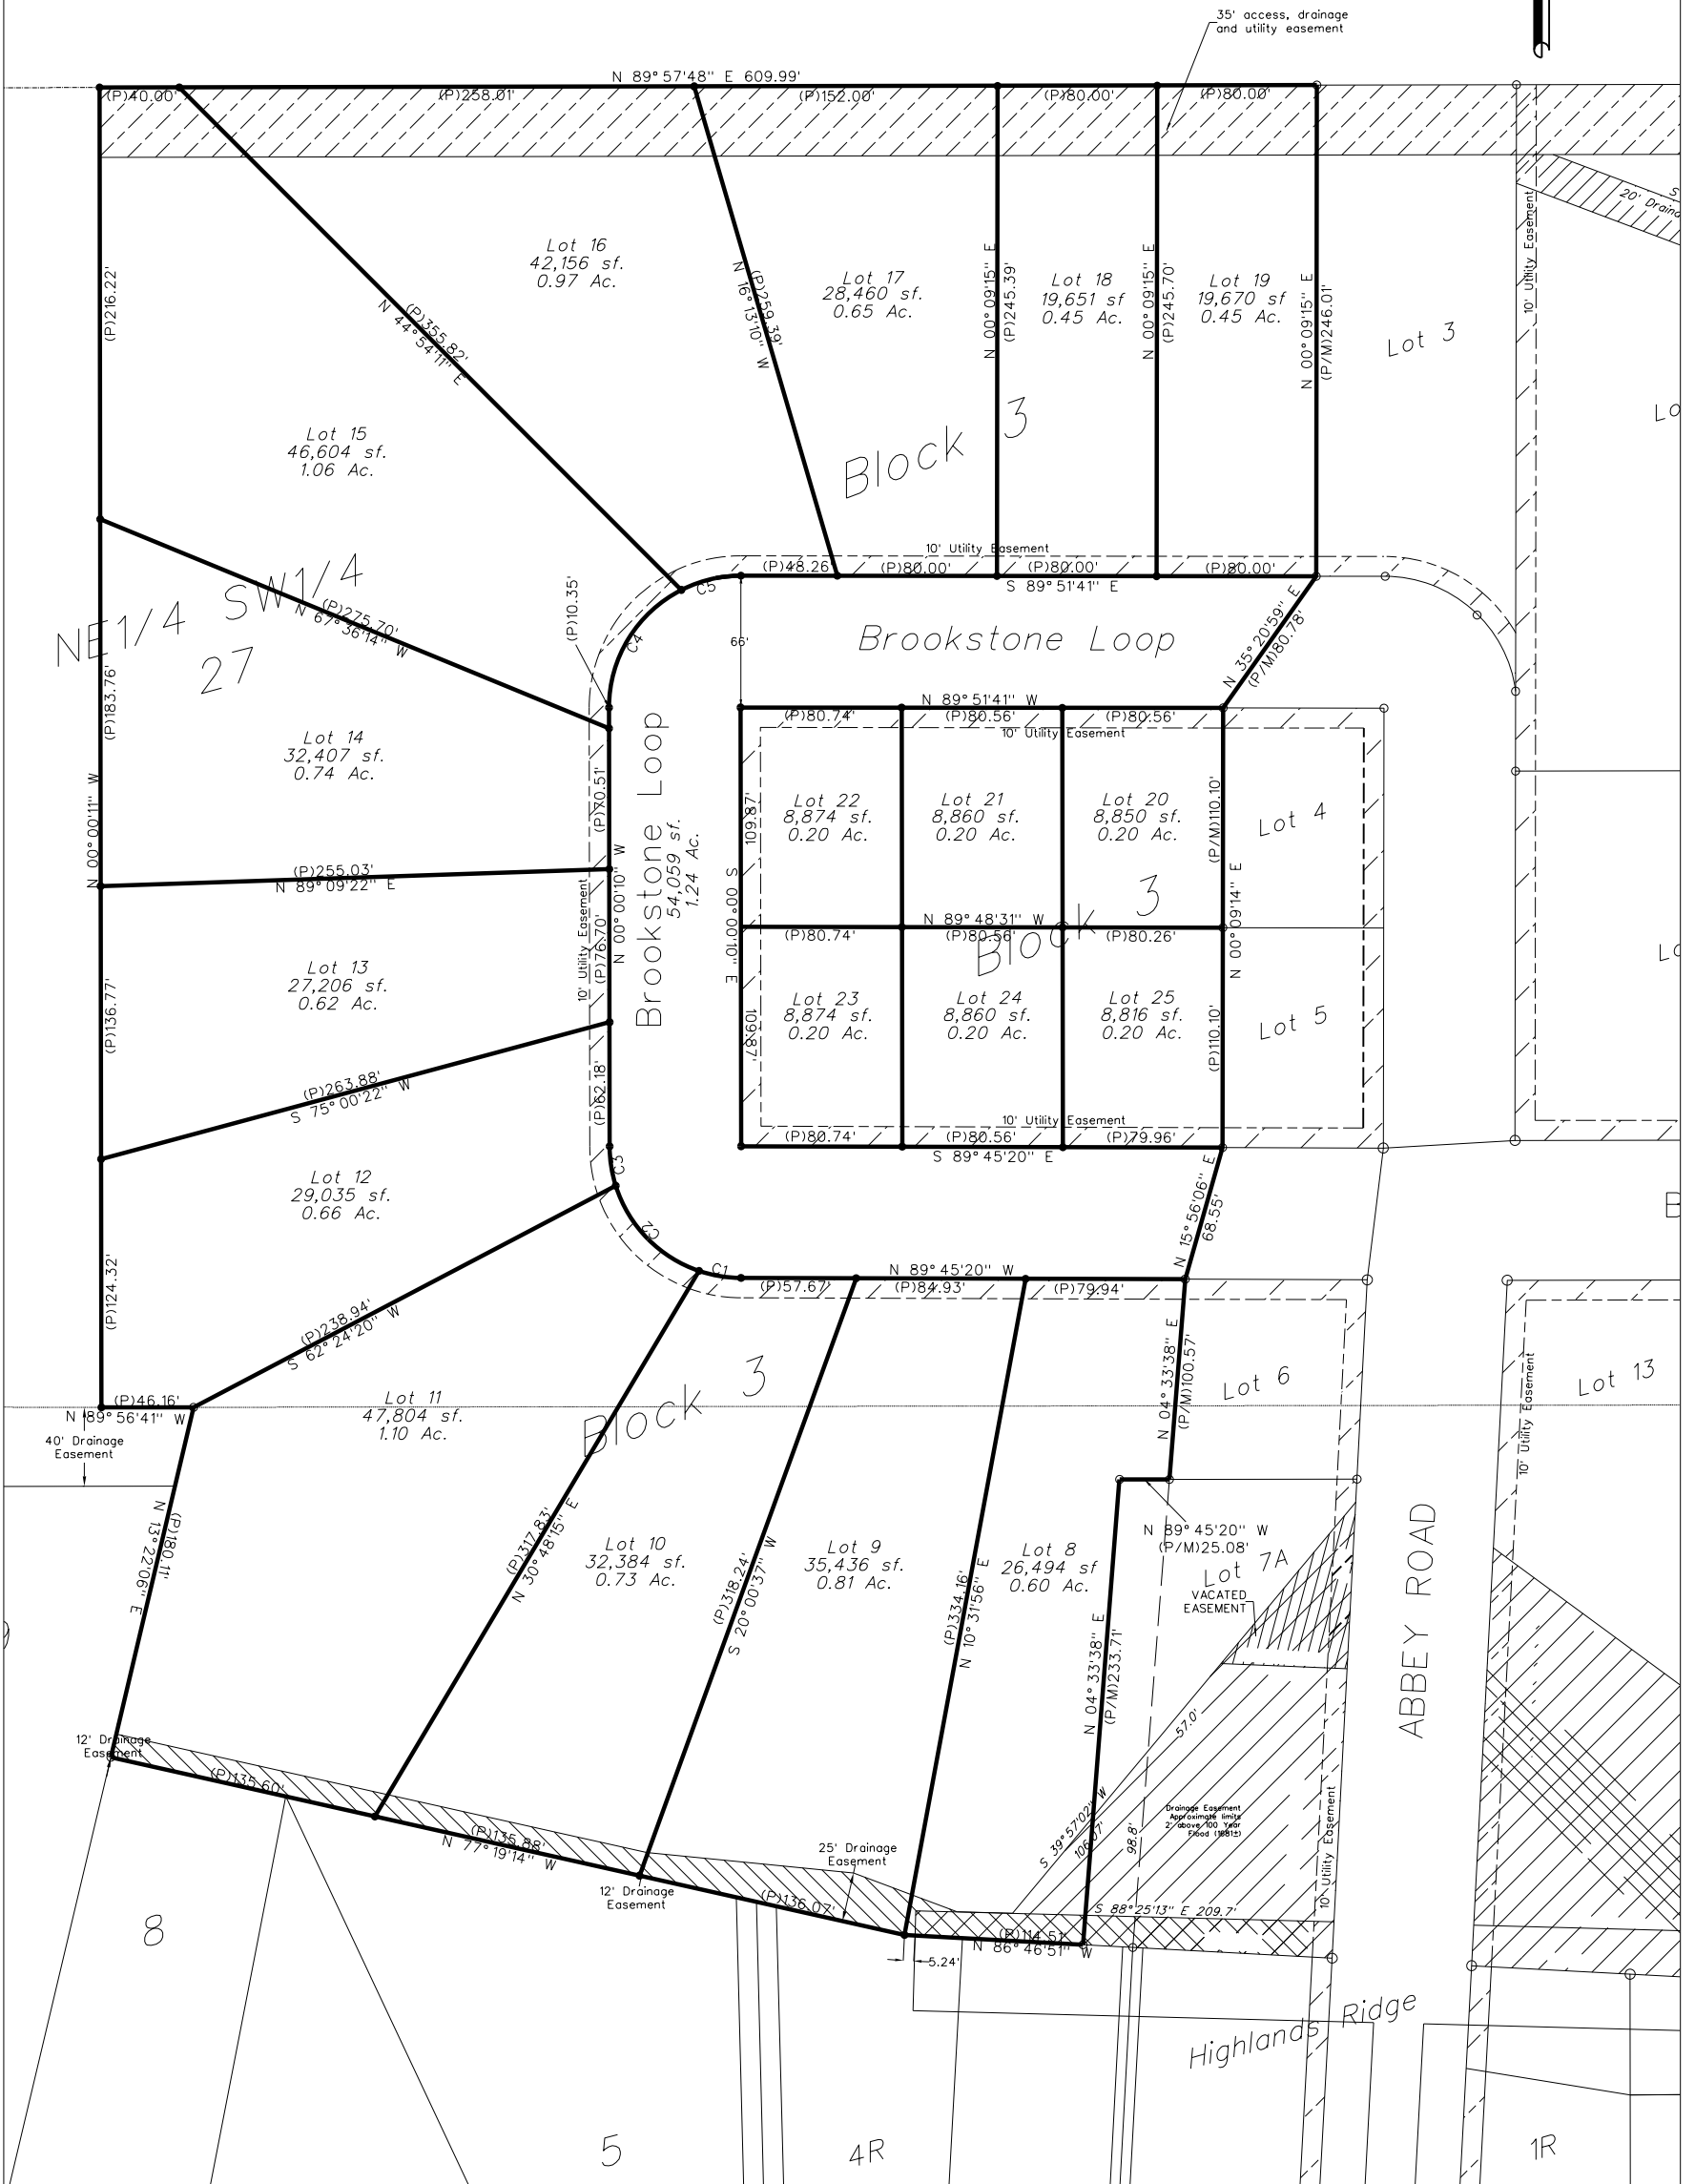 35' access, drainage
and utility easement
N 89°57'48" E 609.99'
(P)40.00'
(P)258.01'
(P)152.00'
(P)80.00'
(P)80.00'
20' Drain
10' Utility Easement
Lot 16
42,156 sf.
0.97 Ac.
Lot 17
28,460 sf.
0.65 Ac.
Lot 18
19,651 sf
0.45 Ac.
Lot 19
19,670 sf
0.45 Ac.
Lot 3
Lo
(P)216.22'
(P)355.82'
N 44°54'11" E
(P)259.39'
N 16°13'10" W
N 00°09'15" E
(P)245.39'
N 00°09'15" E
(P)245.70'
N 00°09'15" E
(P/M)246.01'
Block 3
Lot 15
46,604 sf.
1.06 Ac.
10' Utility Easement
(P)48.26'
(P)80.00'
(P)80.00'
(P)80.00'
S 89°51'41" E
C5
C4
(P)10.35'
66'
NE1/4 SW1/4
27
(P)275.70'
N 67°36'14" W
Brookstone Loop
N 35°20'59" E
(P/M)80.78'
(P)183.76'
Lot 14
32,407 sf.
0.74 Ac.
N 89°51'41" W
(P)80.74'
(P)80.56'
(P)80.56'
10' Utility Easement
N 00°00'11" W
(P)70.51'
Brookstone Loop
54,059 sf.
1.24 Ac.
109.87'
Lot 22
8,874 sf.
0.20 Ac.
Lot 21
8,860 sf.
0.20 Ac.
Lot 20
8,850 sf.
0.20 Ac.
(P/M)110.10'
Lot 4
(P)255.03'
N 89°09'22" E
N 00°00'10" W
S 00°00'10" E
N 00°09'14" E
Block 3
N 89°48'31" W
(P)80.74'
(P)80.56'
(P)80.26'
10' Utility Easement
(P)76.70'
(P)136.77'
Lot 13
27,206 sf.
0.62 Ac.
Lot 23
8,874 sf.
0.20 Ac.
Lot 24
8,860 sf.
0.20 Ac.
Lot 25
8,816 sf.
0.20 Ac.
Lot 5
109.87'
(P)110.10'
Lo
(P)263.88'
S 75°00'22" W
(P)62.18'
10' Utility Easement
(P)80.74'
(P)80.56'
(P)79.96'
S 89°45'20" E
Lot 12
29,035 sf.
0.66 Ac.
C3
C2
C1
N 15°56'06" E
68.55'
B
(P)124.32'
(P)238.94'
S 62°24'20" W
N 89°45'20" W
(P)57.67'
(P)84.93'
(P)79.94'
N 04°33'38" E
(P/M)100.57'
Lot 6
Lot 13
10' Utility Easement
(P)46.16'
N 89°56'41" W
40' Drainage
Easement
Lot 11
47,804 sf.
1.10 Ac.
Block 3
N 13°22'06" E
(P)180.11'
(P)317.83'
N 30°48'15" E
Lot 10
32,384 sf.
0.73 Ac.
(P)318.24'
S 20°00'37" W
Lot 9
35,436 sf.
0.81 Ac.
(P)334.16'
N 10°31'56" E
Lot 8
26,494 sf
0.60 Ac.
N 89°45'20" W
(P/M)25.08'
Lot 7A
VACATED
EASEMENT
ABBEY ROAD
N 04°33'38" E
(P/M)233.71'
57.0'
S 39°57'02" W
106.07'
98.8'
Drainage Easement
Approximate limits
2' above 100 Year
Flood (1981±)
10' Utility Easement
12' Drainage
Easement
(P)135.60'
(P)135.88'
N 77°19'14" W
25' Drainage
Easement
12' Drainage
Easement
(P)136.07'
S 88°25'13" E 209.7'
(P)114.51'
N 86°46'51" W
5.24'
Highlands Ridge
8
5
4R
1R